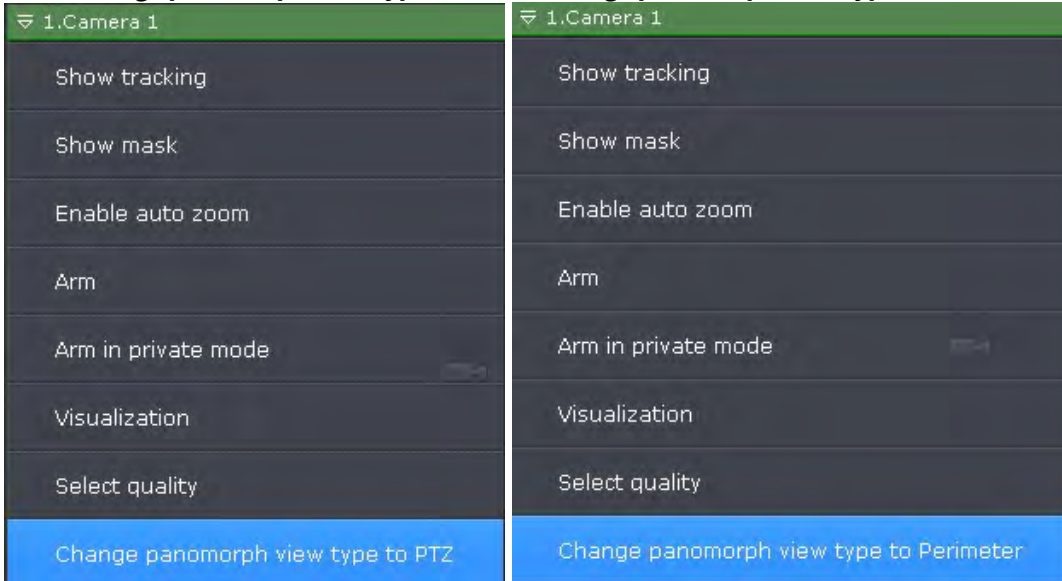 1.Camera 1
Show tracking
Show mask
Enable auto zoom
Arm
Arm in private mode
Visualization
Select quality
Change panomorph view type to PTZ
1.Camera 1
Show tracking
Show mask
Enable auto zoom
Arm
Arm in private mode
Visualization
Select quality
Change panomorph view type to Perimeter